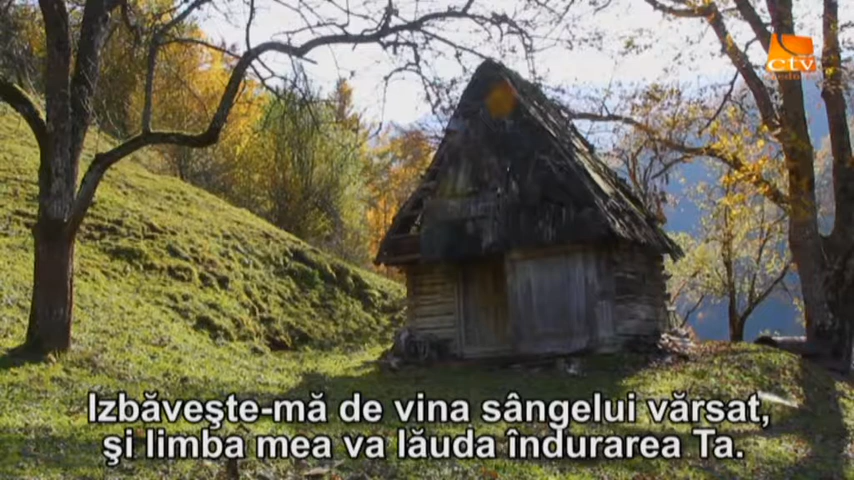 ctv
Izbăveşte-mă de vina sângelui vărsat,
şi limba mea va lăuda îndurarea Ta.